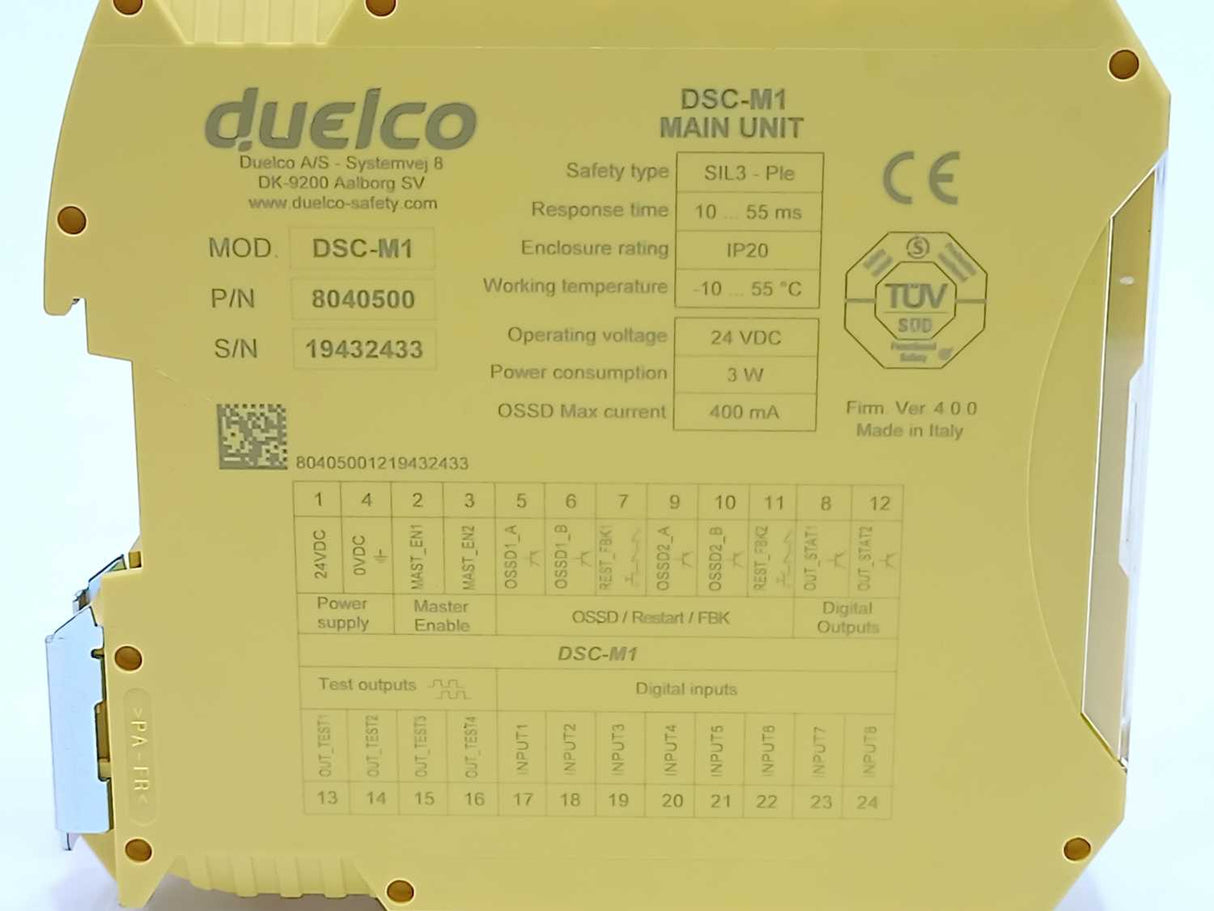 duelco
Duelco A/S - Systemvej 8
DK-9200 Aalborg SV
www.duelco-safety.com
MOD. DSC-M1
P/N 8040500
S/N 19432433
80405001219432433
DSC-M1
MAIN UNIT
Safety type SIL3 - Ple
Response time 10 ... 55 ms
Enclosure rating IP20
Working temperature -10 ... 55 °C
Operating voltage 24 VDC
Power consumption 3 W
OSSD Max current 400 mA
CE
TÜV
SÜD
Functional
Safety
Firm. Ver 4 0 0
Made in Italy
1 4 2 3 5 6 7 9 10 11 8 12
24VDC 0VDC MAST_EN1 MAST_EN2 OSSD1_A OSSD1_B REST_FBK1 OSSD2_A OSSD2_B REST_FBK2 OUT_STAT1 OUT_STAT2
Power supply Master Enable OSSD / Restart / FBK Digital Outputs
DSC-M1
Test outputs Digital inputs
OUT_TEST1 OUT_TEST2 OUT_TEST3 OUT_TEST4 INPUT1 INPUT2 INPUT3 INPUT4 INPUT5 INPUT6 INPUT7 INPUT8
13 14 15 16 17 18 19 20 21 22 23 24
>PA-FR<